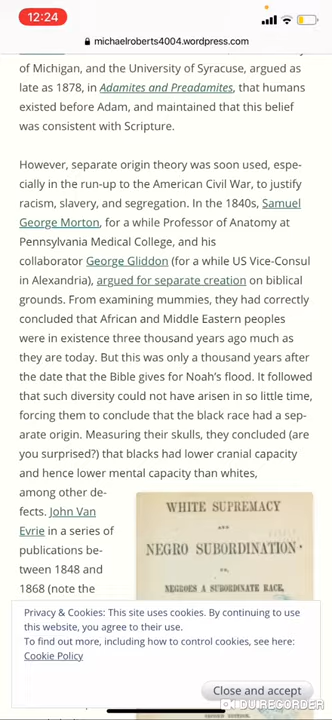 12:24
michaelroberts4004.wordpress.com
of Michigan, and the University of Syracuse, argued as
late as 1878, in Adamites and Preadamites, that humans
existed before Adam, and maintained that this belief
was consistent with Scripture.
However, separate origin theory was soon used, espe-
cially in the run-up to the American Civil War, to justify
racism, slavery, and segregation. In the 1840s, Samuel
George Morton, for a while Professor of Anatomy at
Pennsylvania Medical College, and his
collaborator George Gliddon (for a while US Vice-Consul
in Alexandria), argued for separate creation on biblical
grounds. From examining mummies, they had correctly
concluded that African and Middle Eastern peoples
were in existence three thousand years ago much as
they are today. But this was only a thousand years after
the date that the Bible gives for Noah's flood. It followed
that such diversity could not have arisen in so little time,
forcing them to conclude that the black race had a sep-
arate origin. Measuring their skulls, they concluded (are
you surprised?) that blacks had lower cranial capacity
and hence lower mental capacity than whites,
among other de-
fects. John Van
Evrie in a series of
publications be-
tween 1848 and
1868 (note the
WHITE SUPREMACY
AND
NEGRO SUBORDINATION
OR,
NEGROES A SUBORDINATE RACE,
Privacy & Cookies: This site uses cookies. By continuing to use
this website, you agree to their use.
To find out more, including how to control cookies, see here:
Cookie Policy
Close and accept
DU RECORDER